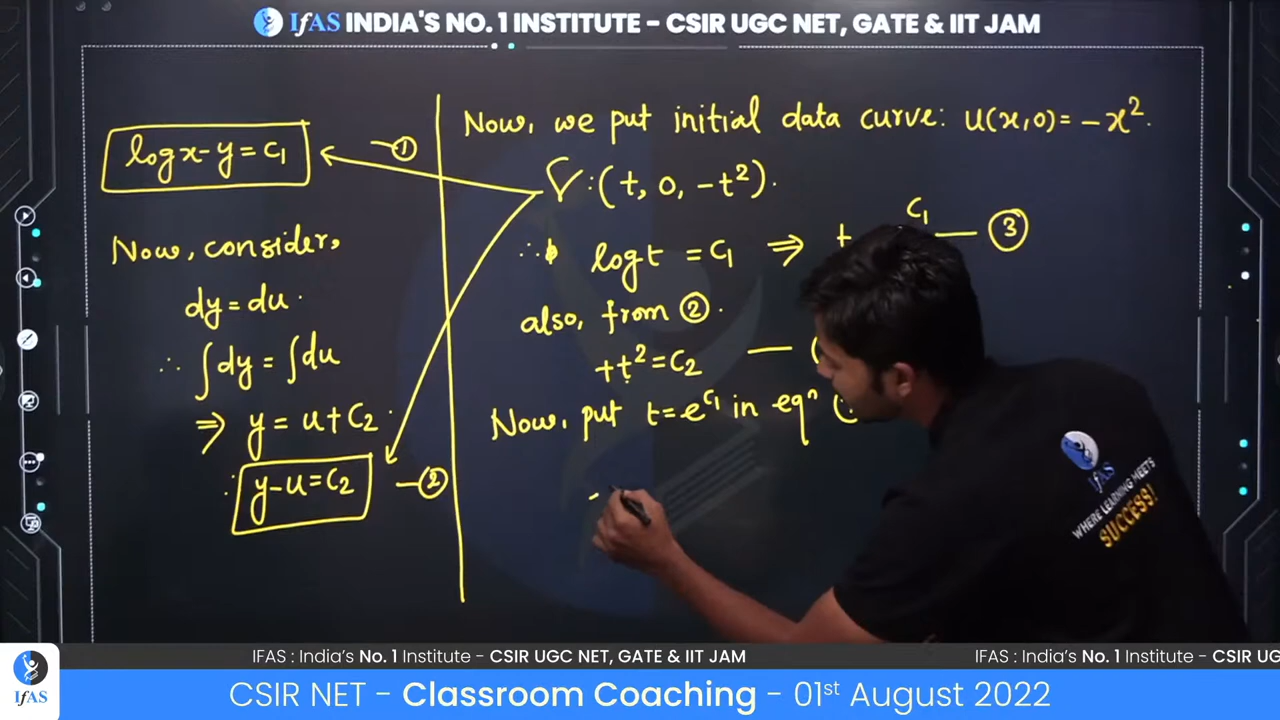 IfAS INDIA'S NO. 1 INSTITUTE - CSIR UGC NET, GATE & IIT JAM
log x - y = c₁ —①
Now, consider,
dy = du.
∴ ∫dy = ∫du
⇒ y = u + c₂
∴ y - u = c₂ —②
Now, we put initial data curve: u(x,0) = -x².
Γ: (t, 0, -t²).
∴ log t = c₁ ⇒ t c₁ — ③
also, from ②.
+t² = c₂ —
Now, put t = e^c₁ in eqⁿ
IfAS
WHERE LEARNING MEETS
SUCCESS!
IFAS : India's No. 1 Institute - CSIR UGC NET, GATE & IIT JAM
IFAS : India's No. 1 Institute - CSIR UG
IfAS
CSIR NET - Classroom Coaching - 01st August 2022